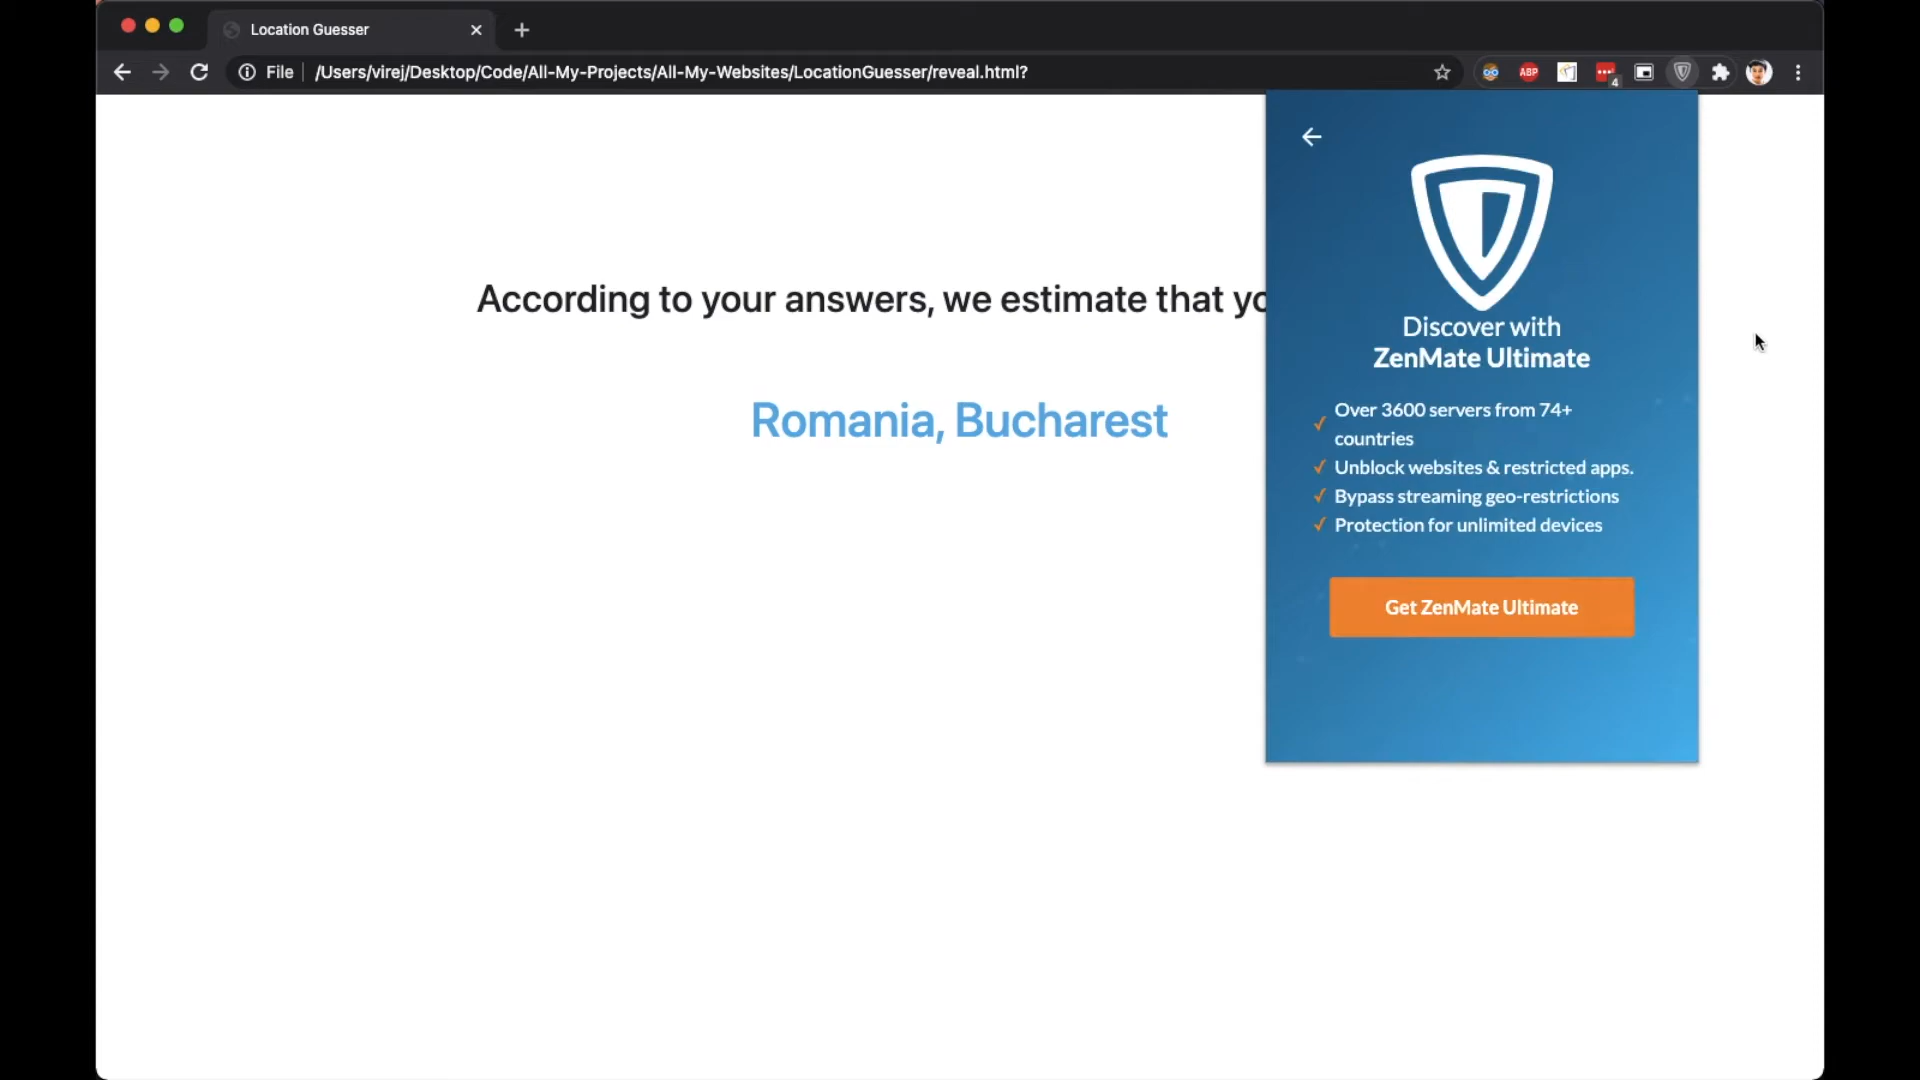 Location Guesser
File
/Users/virej/Desktop/Code/All-My-Projects/All-My-Websites/LocationGuesser/reveal.html?
ABP
4
According to your answers, we estimate that yo
Romania, Bucharest
Discover with
ZenMate Ultimate
Over 3600 servers from 74+
countries
Unblock websites & restricted apps.
Bypass streaming geo-restrictions
Protection for unlimited devices
Get ZenMate Ultimate